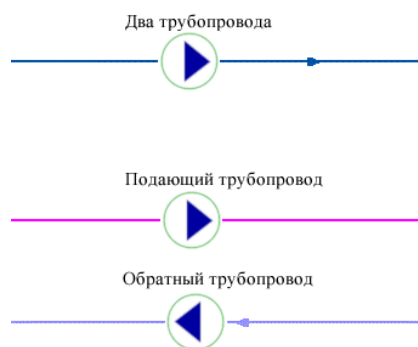 Два трубопровода
Подающий трубопровод
Обратный трубопровод